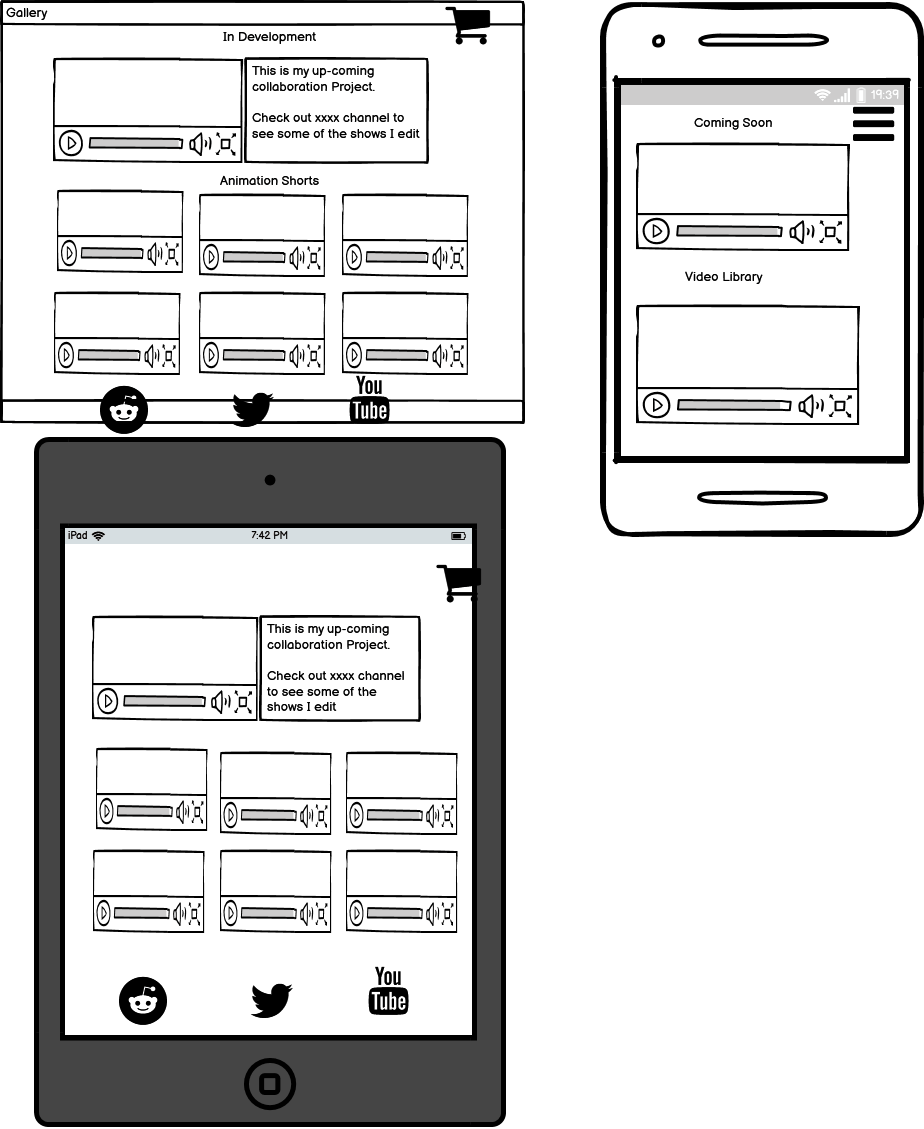 Gallery
In Development
This is my up-coming
collaboration Project.
Check out xxxx channel to
see some of the shows I edit
Animation Shorts
You
Tube
19:39
Coming Soon
Video Library
iPad
7:42 PM
This is my up-coming
collaboration Project.
Check out xxxx channel
to see some of the
shows I edit
You
Tube